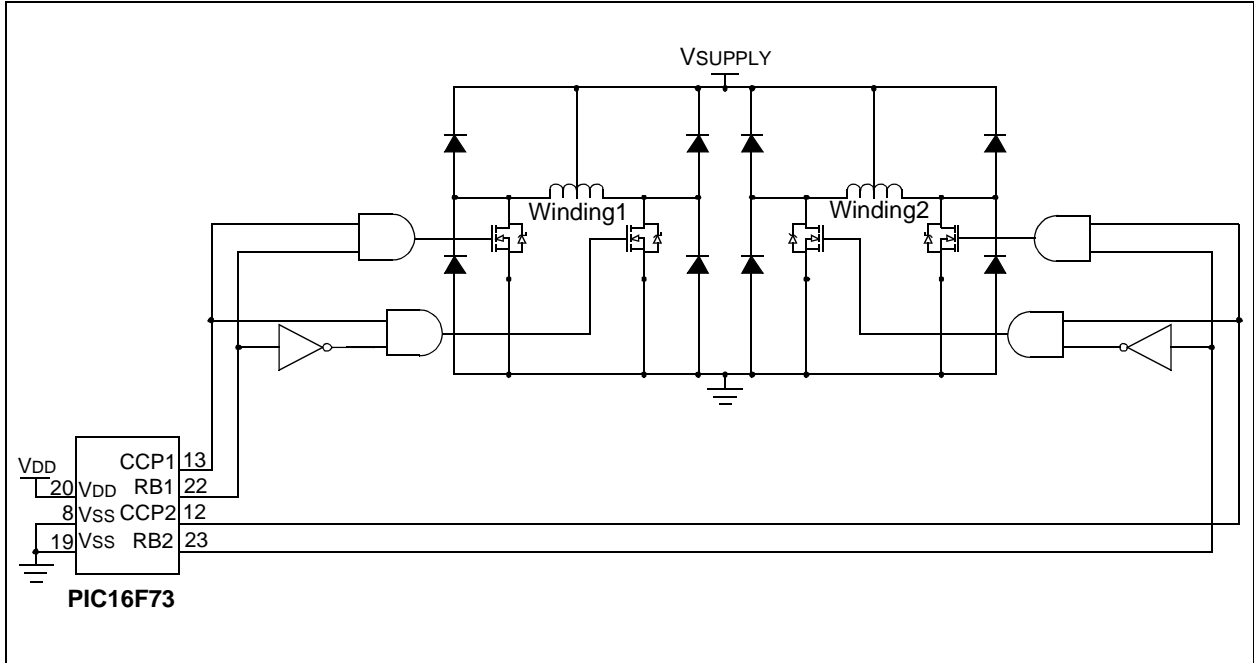 VSUPPLY
Winding1
Winding2
VDD
CCP1 13
20 VDD RB1 22
8 VSS CCP2 12
19 VSS RB2 23
PIC16F73